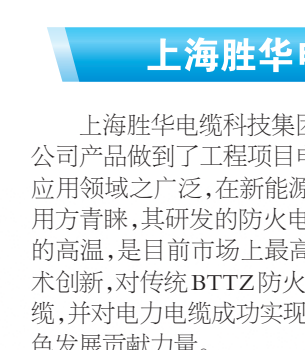 上海胜华
上海胜华电缆科技集
公司产品做到了工程项目
应用领域之广泛,在新能源
用方青睐,其研发的防火电
的高温,是目前市场上最高
术创新,对传统BTTZ防火
缆,并对电力电缆成功实现
色发展贡献力量。